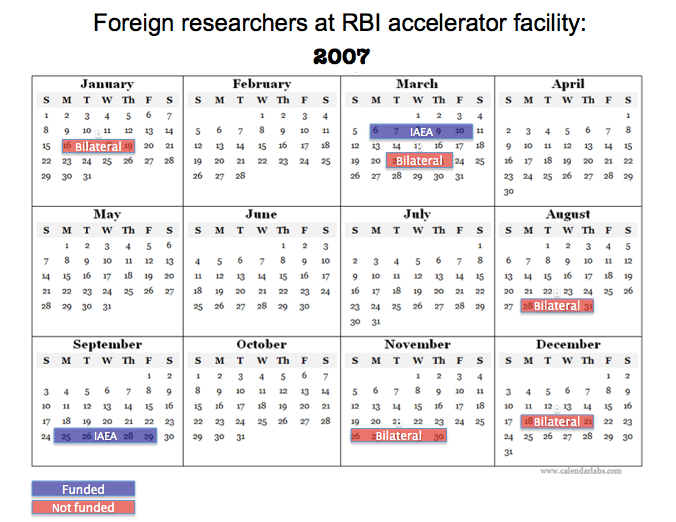 Foreign researchers at RBI accelerator facility:
2007
January
S M T W Th F S
1 2 3 4 5 6 7
8 9 10 11 12 13 14
15 16 Bilateral 19 20 21
22 23 24 25 26 27 28
29 30 31
February
S M T W Th F S
1 2 3 4
5 6 7 8 9 10 11
12 13 14 15 16 17 18
19 20 21 22 23 24 25
26 27 28
March
S M T W Th F S
1 2 3 4
5 6 7 IAEA 9 10 11
12 13 14 15 16 17 18
19 20 Bilateral 24 25
26 27 28 29 30 31
April
S M T W Th F S
1
2 3 4 5 6 7 8
9 10 11 12 13 14 15
16 17 18 19 20 21 22
23 24 25 26 27 28 29
30
May
S M T W Th F S
1 2 3 4 5 6
7 8 9 10 11 12 13
14 15 16 17 18 19 20
21 22 23 24 25 26 27
28 29 30 31
June
S M T W Th F S
1 2 3
4 5 6 7 8 9 10
11 12 13 14 15 16 17
18 19 20 21 22 23 24
25 26 27 28 29 30
July
S M T W Th F S
1
2 3 4 5 6 7 8
9 10 11 12 13 14 15
16 17 18 19 20 21 22
23 24 25 26 27 28 29
30 31
August
S M T W Th F S
1 2 3 4 5
6 7 8 9 10 11 12
13 14 15 16 17 18 19
20 21 22 23 24 25 26
27 28 Bilateral 31
September
S M T W Th F S
1 2
3 4 5 6 7 8 9
10 11 12 13 14 15 16
17 18 19 20 21 22 23
24 25 26 IAEA 28 29 30
October
S M T W Th F S
1 2 3 4 5 6 7
8 9 10 11 12 13 14
15 16 17 18 19 20 21
22 23 24 25 26 27 28
29 30 31
November
S M T W Th F S
1 2 3 4
5 6 7 8 9 10 11
12 13 14 15 16 17 18
19 20 21 22 23 24 25
26 Bilateral 30
December
S M T W Th F S
1 2
3 4 5 6 7 8 9
10 11 12 13 14 15 16
17 18 Bilateral 21 22 23
24 25 26 27 28 29 30
31
www.calendarlabs.com
Funded
Not funded